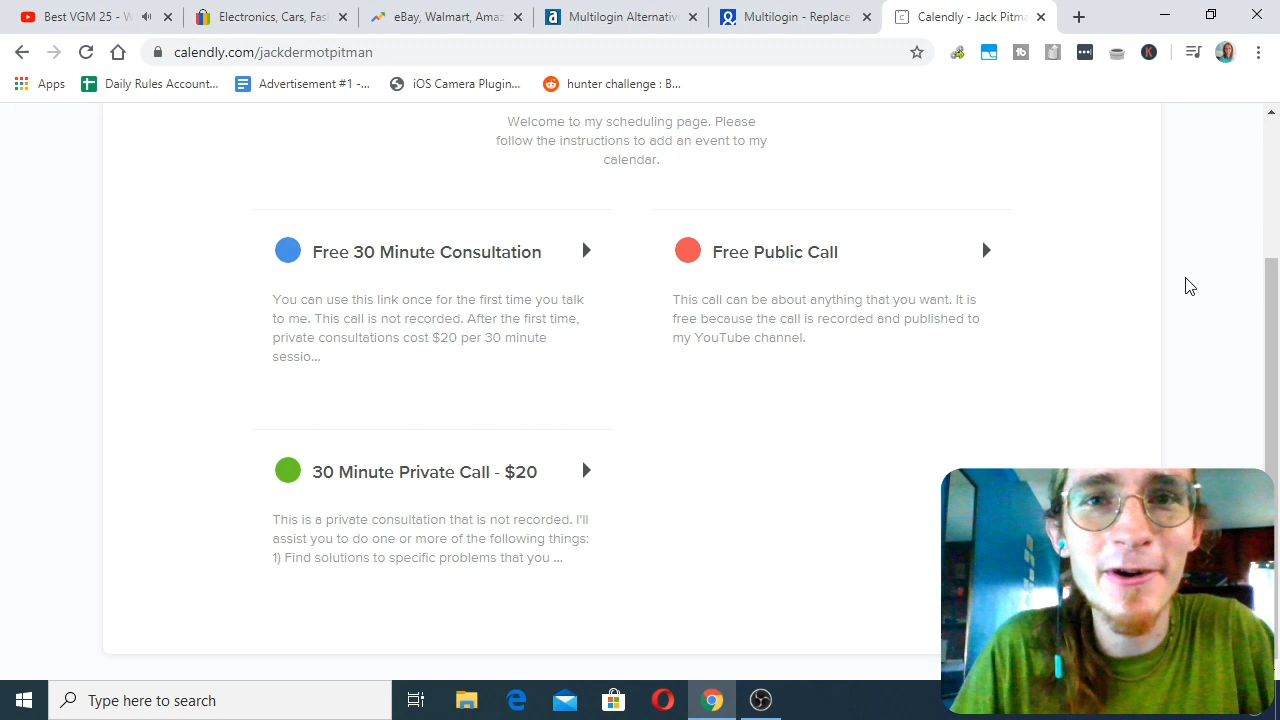 Best VGM 25 - W
Electronics, Cars, Fas
eBay, Walmart, Amaz
Multilogin Alternativ
Multilogin - Replace
Calendly - Jack Pitma
calendly.com/jackdermotpitman
Apps
Daily Rules Account...
Advertisement #1 -...
iOS Camera Plugin...
hunter challenge : B...
Welcome to my scheduling page. Please
follow the instructions to add an event to my
calendar.
Free 30 Minute Consultation
You can use this link once for the first time you talk
to me. This call is not recorded. After the first time,
private consultations cost $20 per 30 minute
sessio...
Free Public Call
This call can be about anything that you want. It is
free because the call is recorded and published to
my YouTube channel.
30 Minute Private Call - $20
This is a private consultation that is not recorded. I'll
assist you to do one or more of the following things:
1) Find solutions to specific problems that you ...
Type here to search